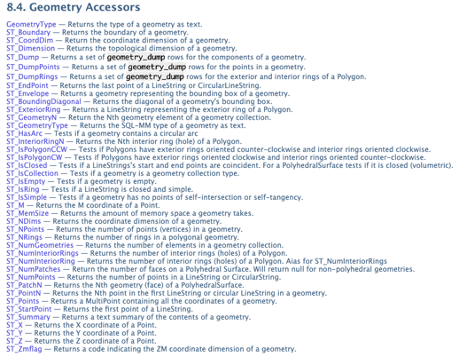 8.4. Geometry Accessors
GeometryType — Returns the type of a geometry as text.
ST_Boundary — Returns the boundary of a geometry.
ST_CoordDim — Return the coordinate dimension of a geometry.
ST_Dimension — Returns the topological dimension of a geometry.
ST_Dump — Returns a set of geometry_dump rows for the components of a geometry.
ST_DumpPoints — Returns a set of geometry_dump rows for the points in a geometry.
ST_DumpRings — Returns a set of geometry_dump rows for the exterior and interior rings of a Polygon.
ST_EndPoint — Returns the last point of a LineString or CircularLineString.
ST_Envelope — Returns a geometry representing the bounding box of a geometry.
ST_BoundingDiagonal — Returns the diagonal of a geometry's bounding box.
ST_ExteriorRing — Returns a LineString representing the exterior ring of a Polygon.
ST_GeometryN — Return the Nth geometry element of a geometry collection.
ST_GeometryType — Returns the SQL-MM type of a geometry as text.
ST_HasArc — Tests if a geometry contains a circular arc
ST_InteriorRingN — Returns the Nth interior ring (hole) of a Polygon.
ST_IsPolygonCCW — Tests if Polygons have exterior rings oriented counter-clockwise and interior rings oriented clockwise.
ST_IsPolygonCW — Tests if Polygons have exterior rings oriented clockwise and interior rings oriented counter-clockwise.
ST_IsClosed — Tests if a LineStrings's start and end points are coincident. For a PolyhedralSurface tests if it is closed (volumetric).
ST_IsCollection — Tests if a geometry is a geometry collection type.
ST_IsEmpty — Tests if a geometry is empty.
ST_IsRing — Tests if a LineString is closed and simple.
ST_IsSimple — Tests if a geometry has no points of self-intersection or self-tangency.
ST_M — Returns the M coordinate of a Point.
ST_MemSize — Returns the amount of memory space a geometry takes.
ST_NDims — Returns the coordinate dimension of a geometry.
ST_NPoints — Returns the number of points (vertices) in a geometry.
ST_NRings — Returns the number of rings in a polygonal geometry.
ST_NumGeometries — Returns the number of elements in a geometry collection.
ST_NumInteriorRings — Returns the number of interior rings (holes) of a Polygon.
ST_NumInteriorRing — Returns the number of interior rings (holes) of a Polygon. Aias for ST_NumInteriorRings
ST_NumPatches — Return the number of faces on a Polyhedral Surface. Will return null for non-polyhedral geometries.
ST_NumPoints — Returns the number of points in a LineString or CircularString.
ST_PatchN — Returns the Nth geometry (face) of a PolyhedralSurface.
ST_PointN — Returns the Nth point in the first LineString or circular LineString in a geometry.
ST_Points — Returns a MultiPoint containing all the coordinates of a geometry.
ST_StartPoint — Returns the first point of a LineString.
ST_Summary — Returns a text summary of the contents of a geometry.
ST_X — Returns the X coordinate of a Point.
ST_Y — Returns the Y coordinate of a Point.
ST_Z — Returns the Z coordinate of a Point.
ST_Zmflag — Returns a code indicating the ZM coordinate dimension of a geometry.